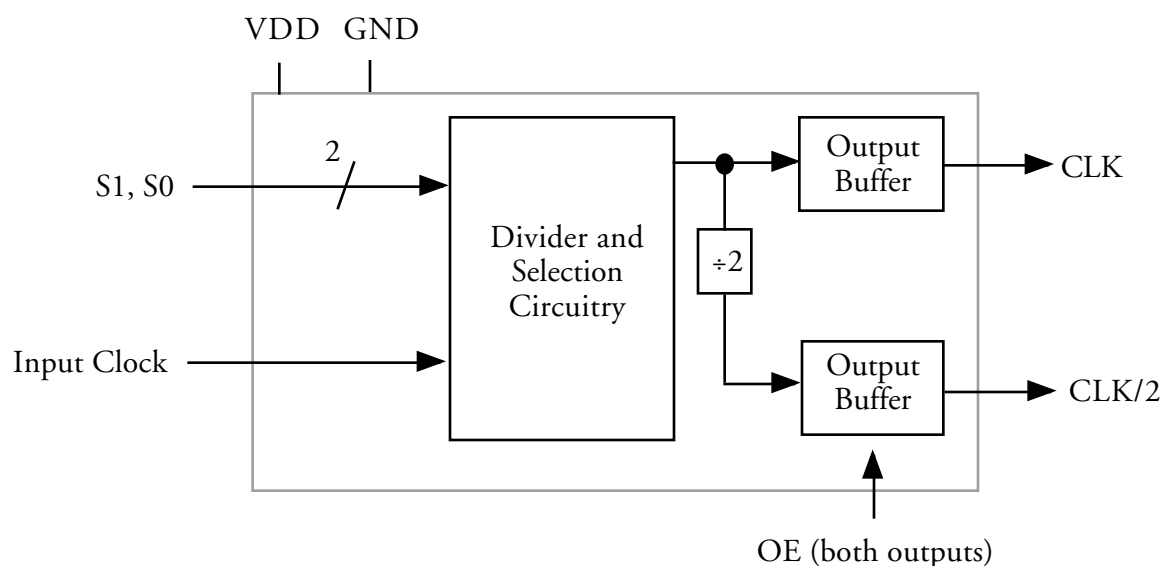 VDD GND
2
S1, S0
Input Clock
Divider and
Selection
Circuitry
÷2
Output
Buffer
CLK
Output
Buffer
CLK/2
OE (both outputs)